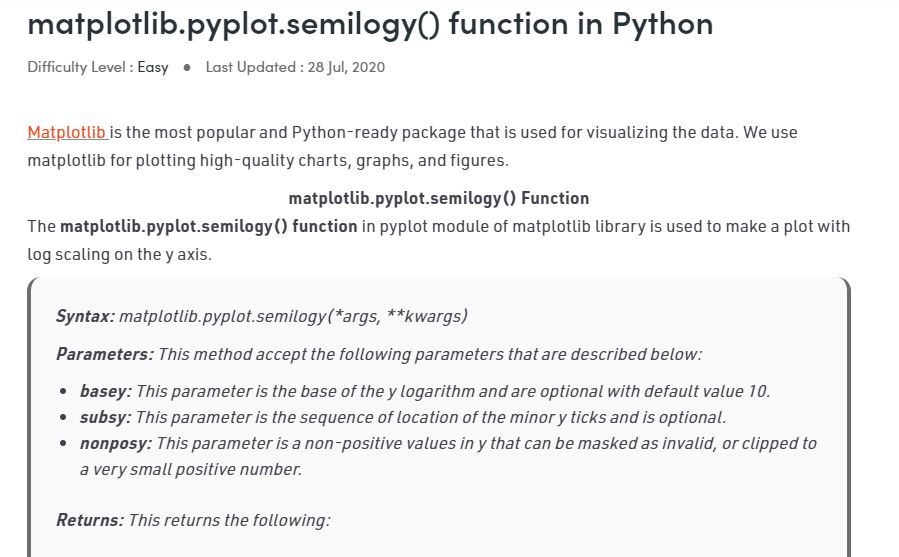 matplotlib.pyplot.semilogy() function in Python
Difficulty Level : Easy ● Last Updated : 28 Jul, 2020
Matplotlib is the most popular and Python-ready package that is used for visualizing the data. We use
matplotlib for plotting high-quality charts, graphs, and figures.
matplotlib.pyplot.semilogy() Function
The matplotlib.pyplot.semilogy() function in pyplot module of matplotlib library is used to make a plot with
log scaling on the y axis.
Syntax: matplotlib.pyplot.semilogy(*args, **kwargs)
Parameters: This method accept the following parameters that are described below:
• basey: This parameter is the base of the y logarithm and are optional with default value 10.
• subsy: This parameter is the sequence of location of the minor y ticks and is optional.
• nonposy: This parameter is a non-positive values in y that can be masked as invalid, or clipped to
a very small positive number.
Returns: This returns the following: